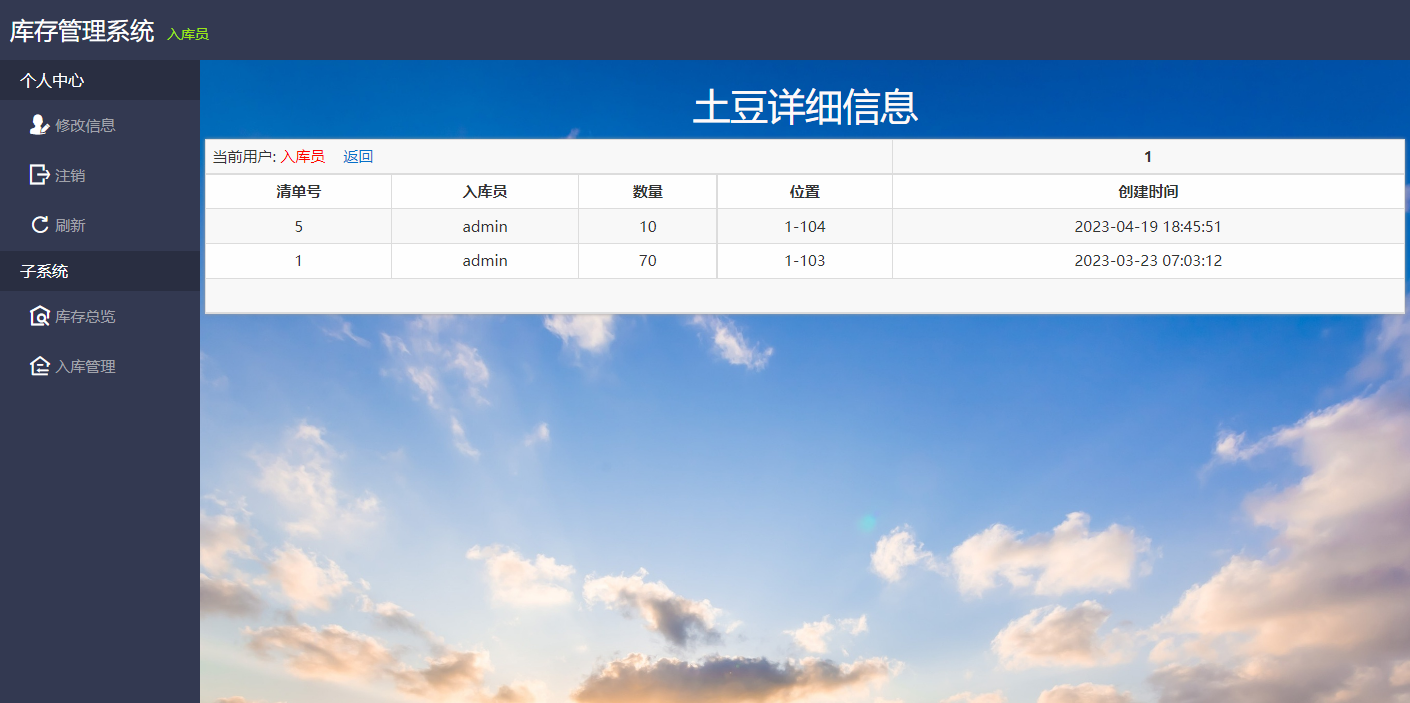 库存管理系统 入库员
个人中心
修改信息
注销
刷新
子系统
库存总览
入库管理
土豆详细信息
当前用户: 入库员 返回 1
清单号 入库员 数量 位置 创建时间
5 admin 10 1-104 2023-04-19 18:45:51
1 admin 70 1-103 2023-03-23 07:03:12